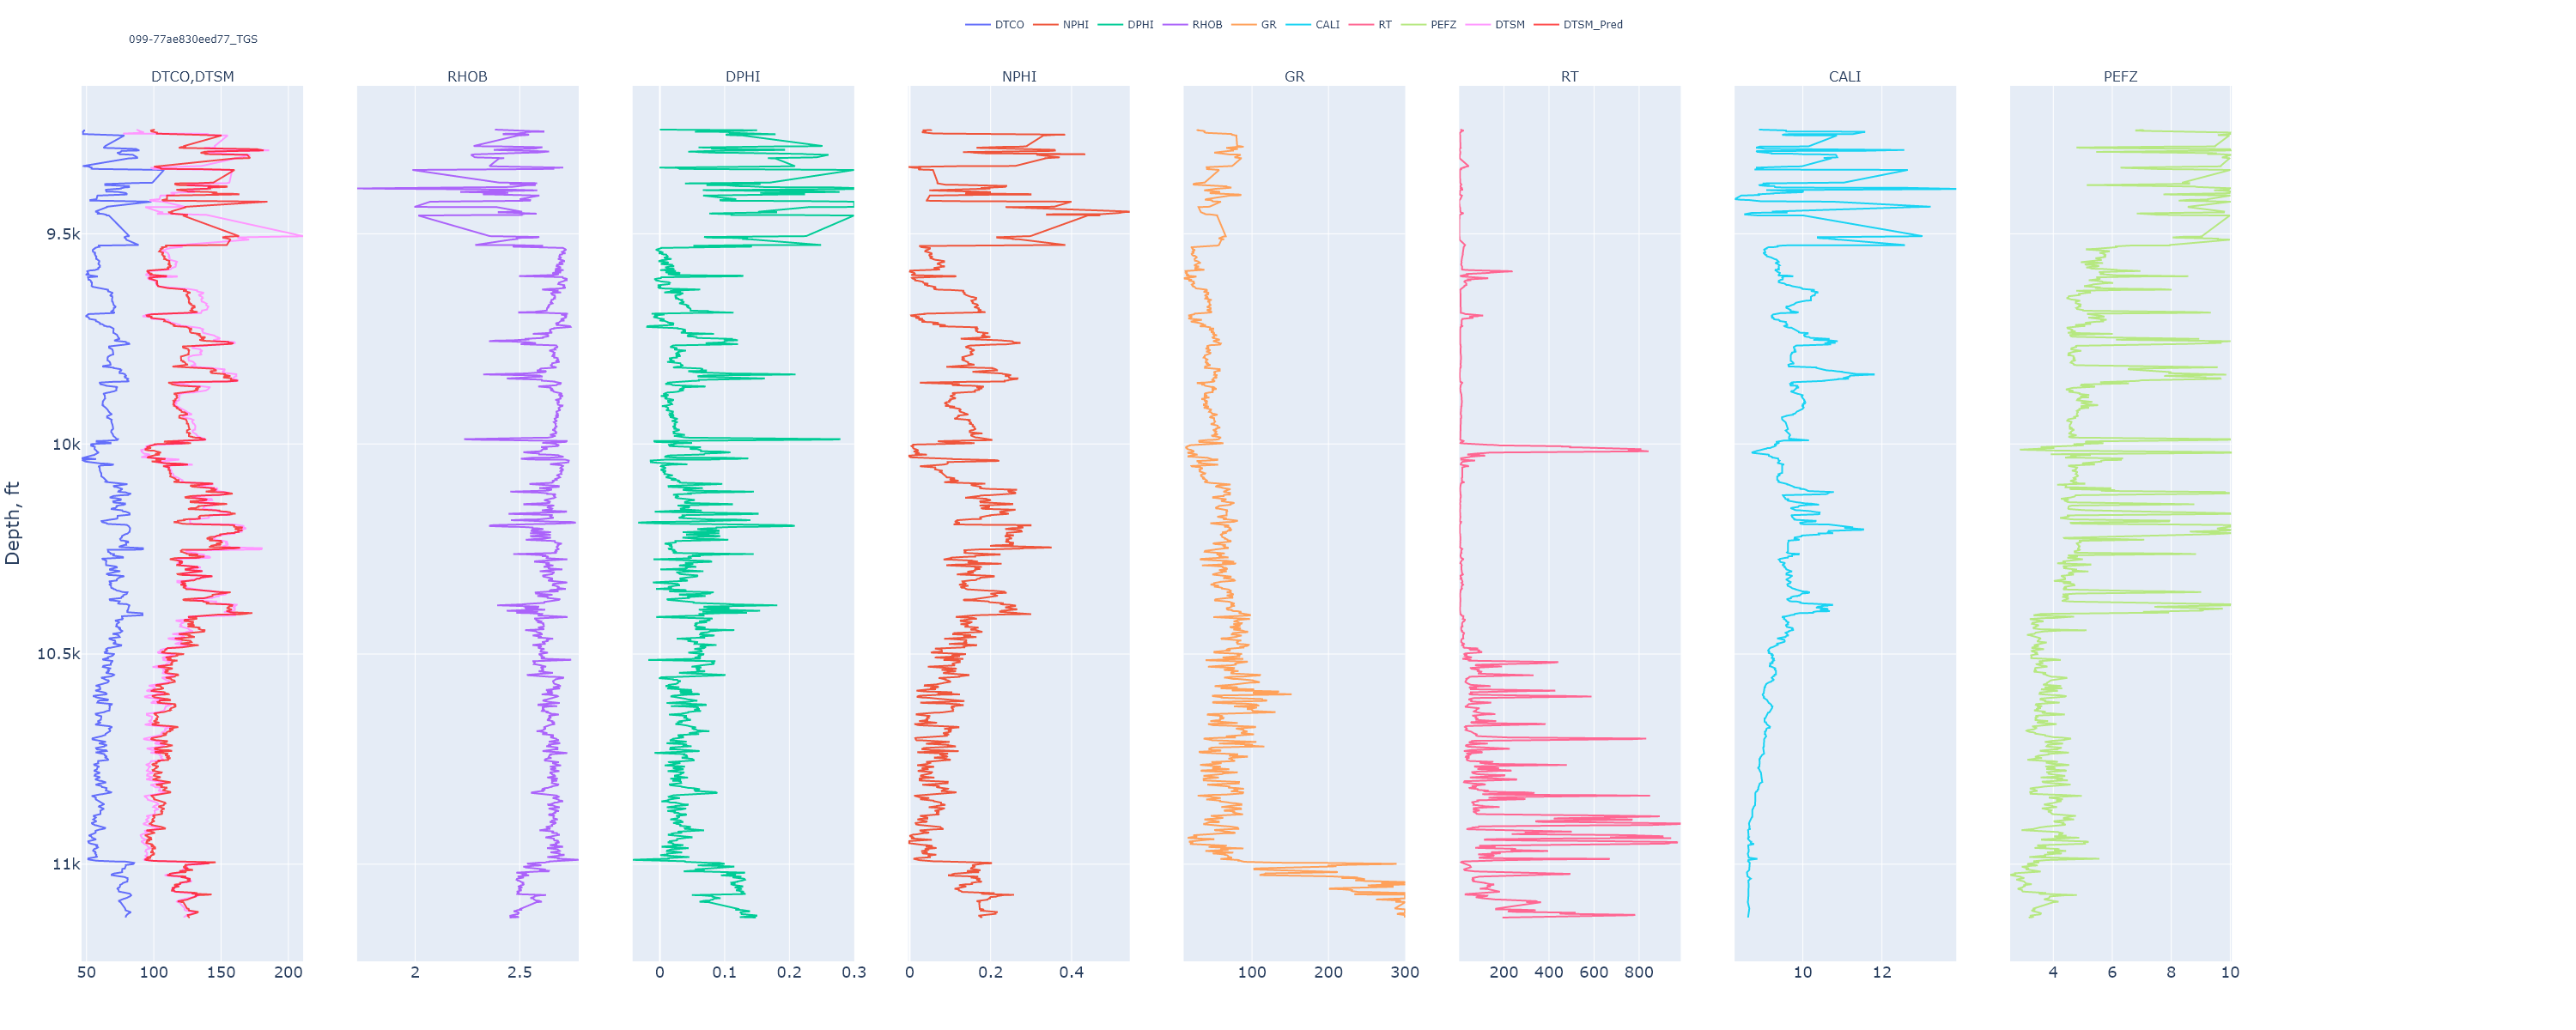 DTCO NPHI DPHI RHOB GR CALI RT PEFZ DTSM DTSM_Pred
099-77ae830eed77_TGS
DTCO,DTSM RHOB DPHI NPHI GR RT CALI PEFZ
9.5k
10k
10.5k
11k
Depth, ft
50 100 150 200 2 2.5 0 0.1 0.2 0.3 0 0.2 0.4 100 200 300 200 400 600 800 10 12 4 6 8 10